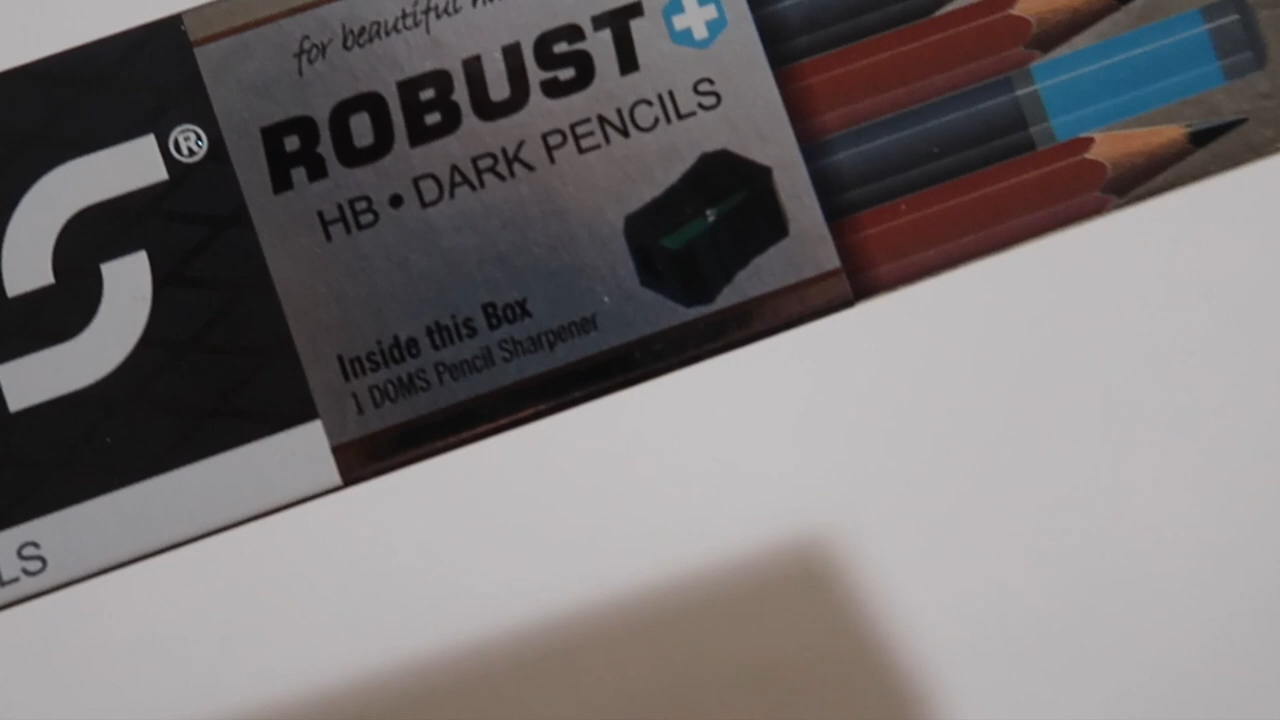 for beautiful
ROBUST+
HB • DARK PENCILS
Inside this Box
1 DOMS Pencil Sharpener
S®
LS